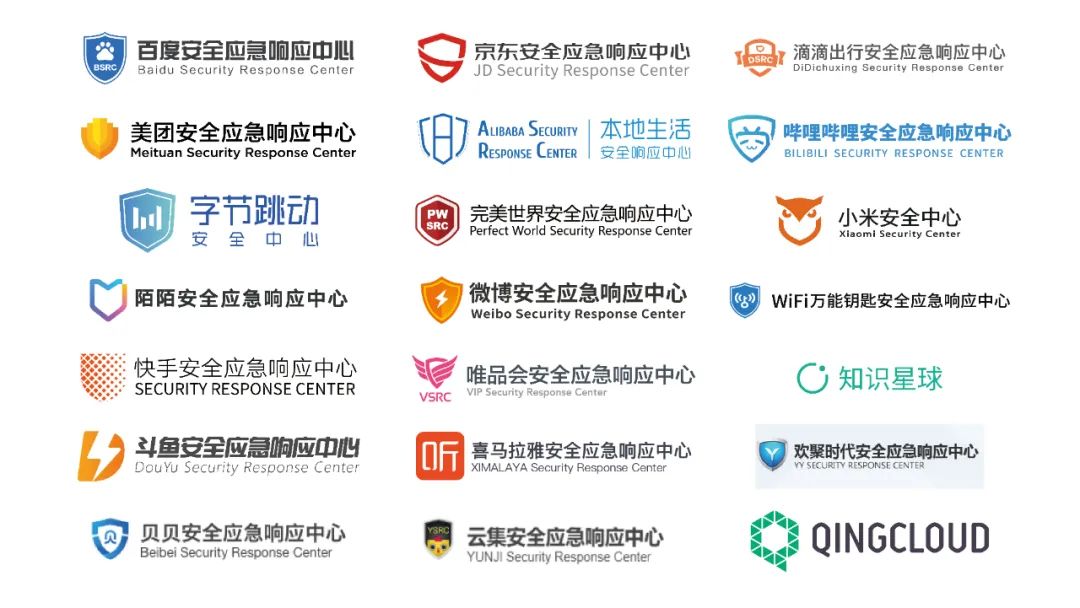 BSRC
百度安全应急响应中心
Baidu Security Response Center
京东安全应急响应中心
JD Security Response Center
DSRC
滴滴出行安全应急响应中心
DiDichuxing Security Response Center
美团安全应急响应中心
Meituan Security Response Center
ALIBABA SECURITY
RESPONSE CENTER
本地生活
安全响应中心
哔哩哔哩安全应急响应中心
BILIBILI SECURITY RESPONSE CENTER
字节跳动
安全中心
PW
SRC
完美世界安全应急响应中心
Perfect World Security Response Center
小米安全中心
Xiaomi Security Center
陌陌安全应急响应中心
微博安全应急响应中心
Weibo Security Response Center
WiFi万能钥匙安全应急响应中心
快手安全应急响应中心
SECURITY RESPONSE CENTER
VSRC
唯品会安全应急响应中心
VIP Security Response Center
知识星球
斗鱼安全应急响应中心
DouYu Security Response Center
听
喜马拉雅安全应急响应中心
XIMALAYA Security Response Center
Y
欢聚时代安全应急响应中心
YY SECURITY RESPONSE CENTER
贝
贝贝安全应急响应中心
Beibei Security Response Center
YSRC
云集安全应急响应中心
YUNJI Security Response Center
QINGCLOUD